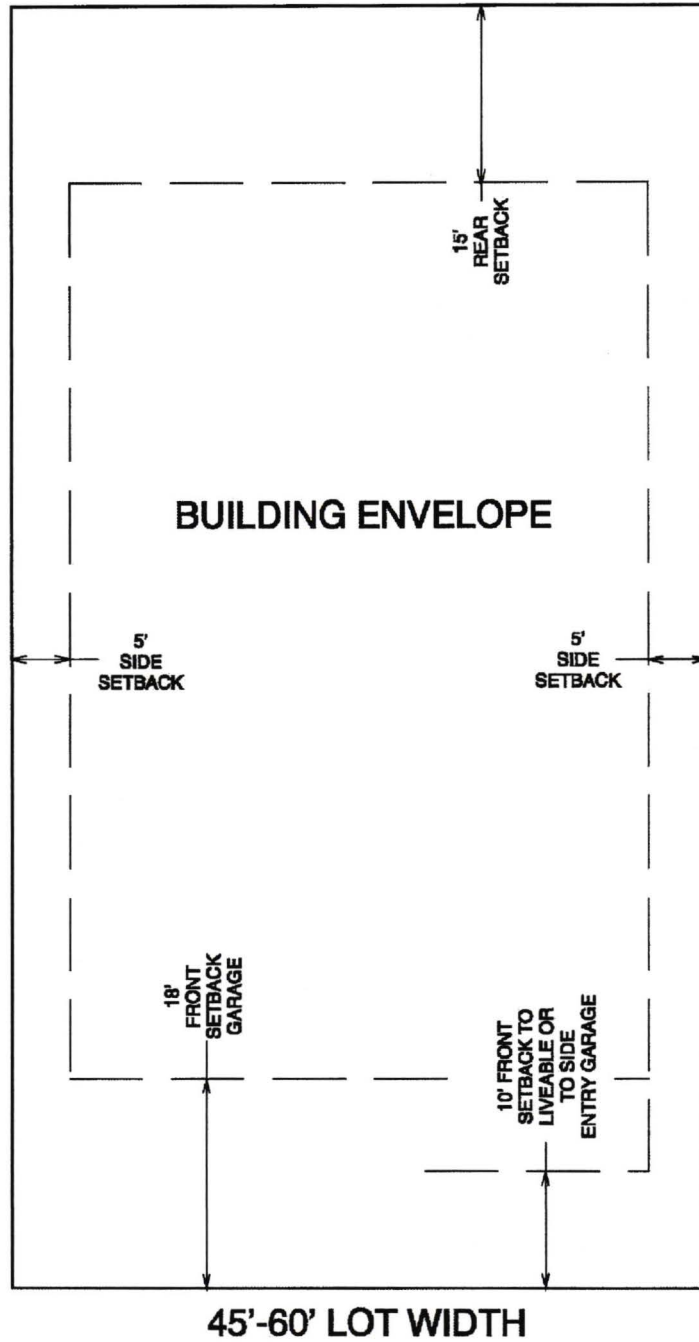 15'
REAR
SETBACK
BUILDING ENVELOPE
5'
SIDE
SETBACK
5'
SIDE
SETBACK
18'
FRONT
SETBACK
GARAGE
10' FRONT
SETBACK TO
LIVEABLE OR
TO SIDE
ENTRY GARAGE
45'-60' LOT WIDTH